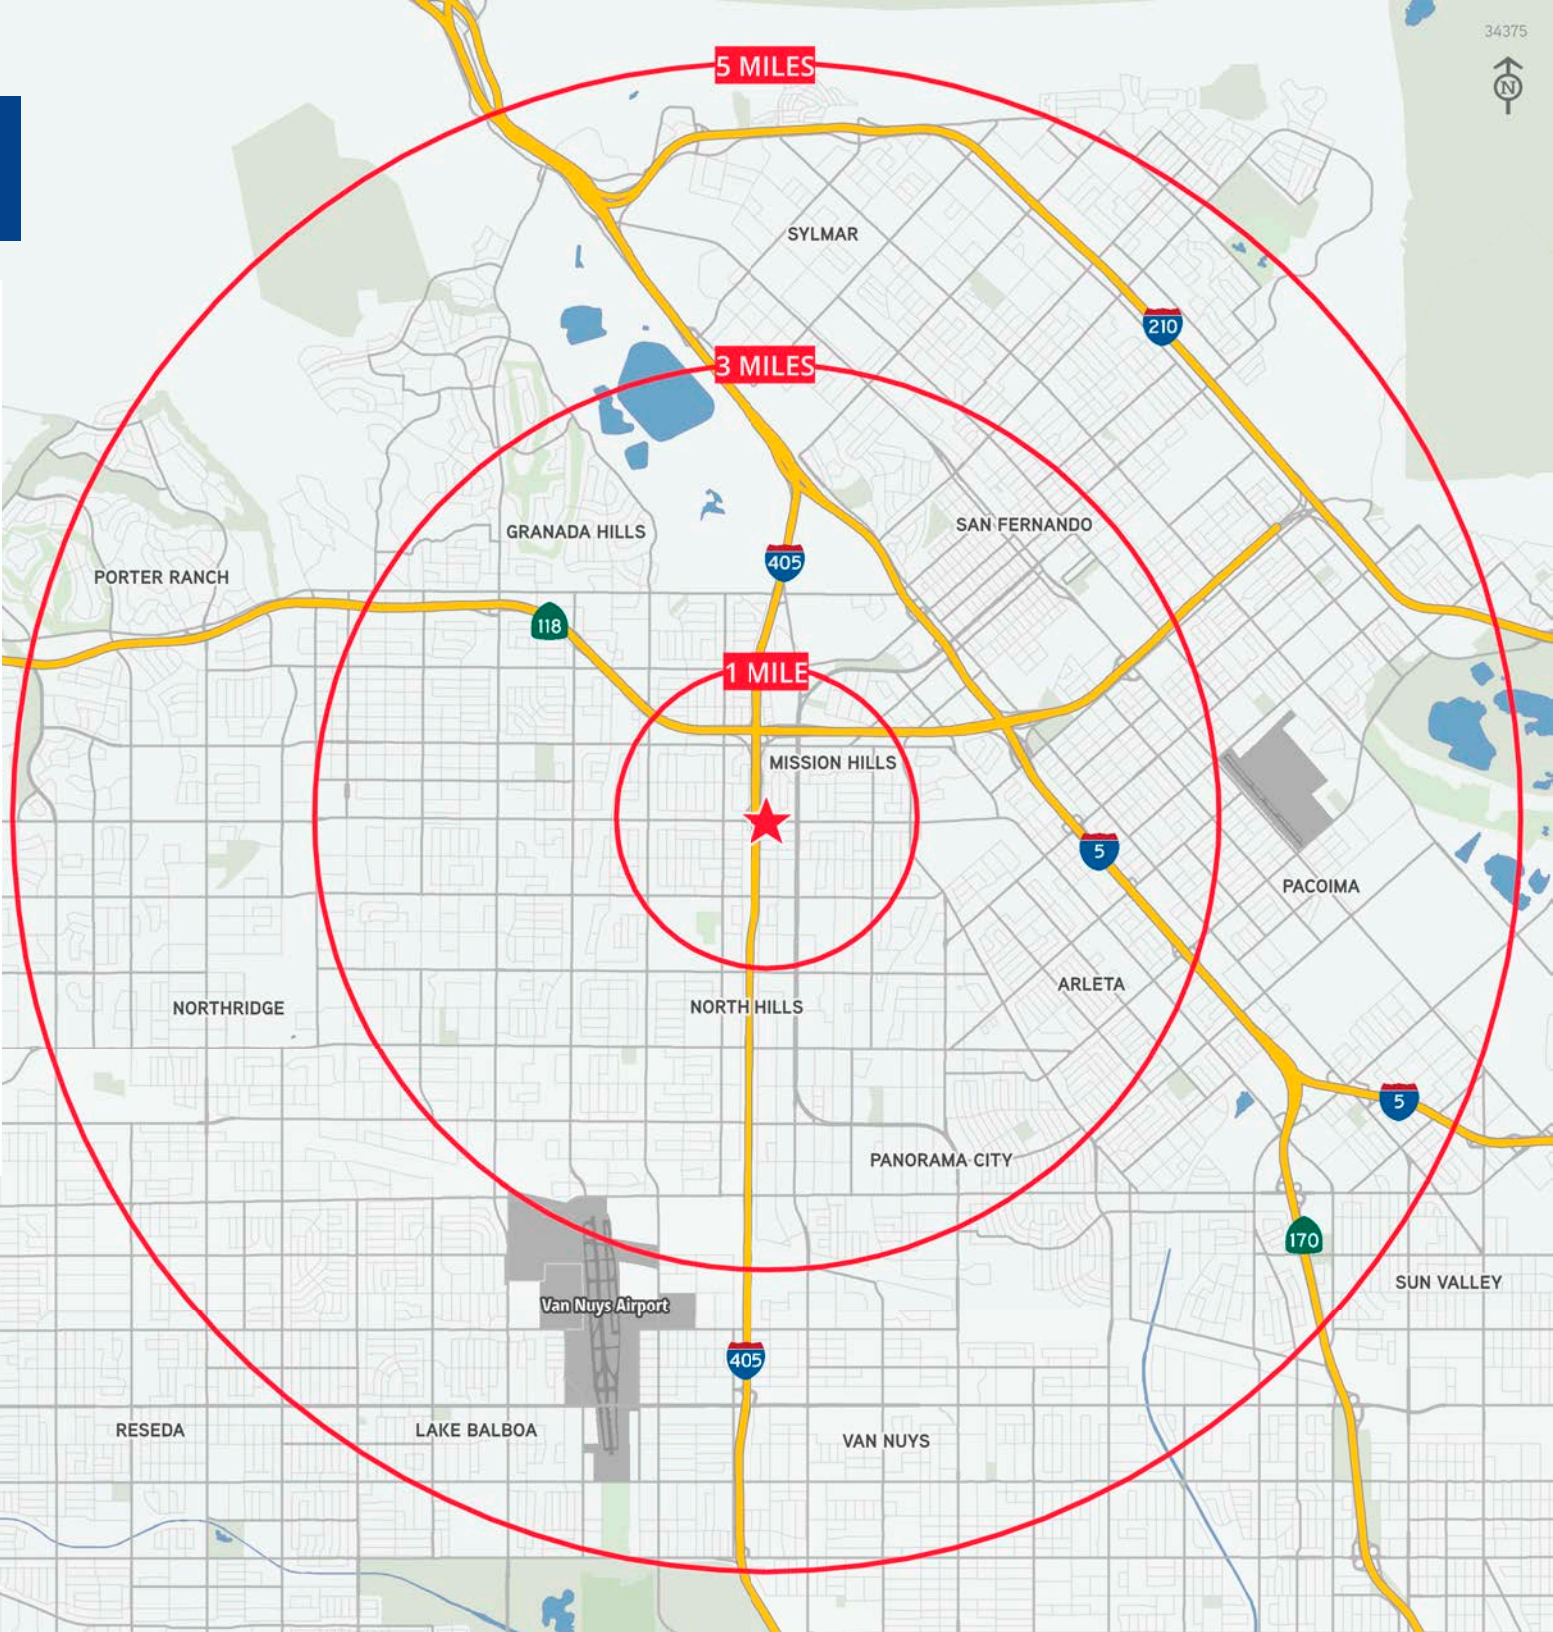 34375
N
5 MILES
SYLMAR
210
3 MILES
SAN FERNANDO
GRANADA HILLS
405
PORTER RANCH
118
1 MILE
MISSION HILLS
5
PACOIMA
ARLETA
NORTHRIDGE
NORTH HILLS
5
PANORAMA CITY
170
SUN VALLEY
Van Nuys Airport
405
RESEDA
LAKE BALBOA
VAN NUYS